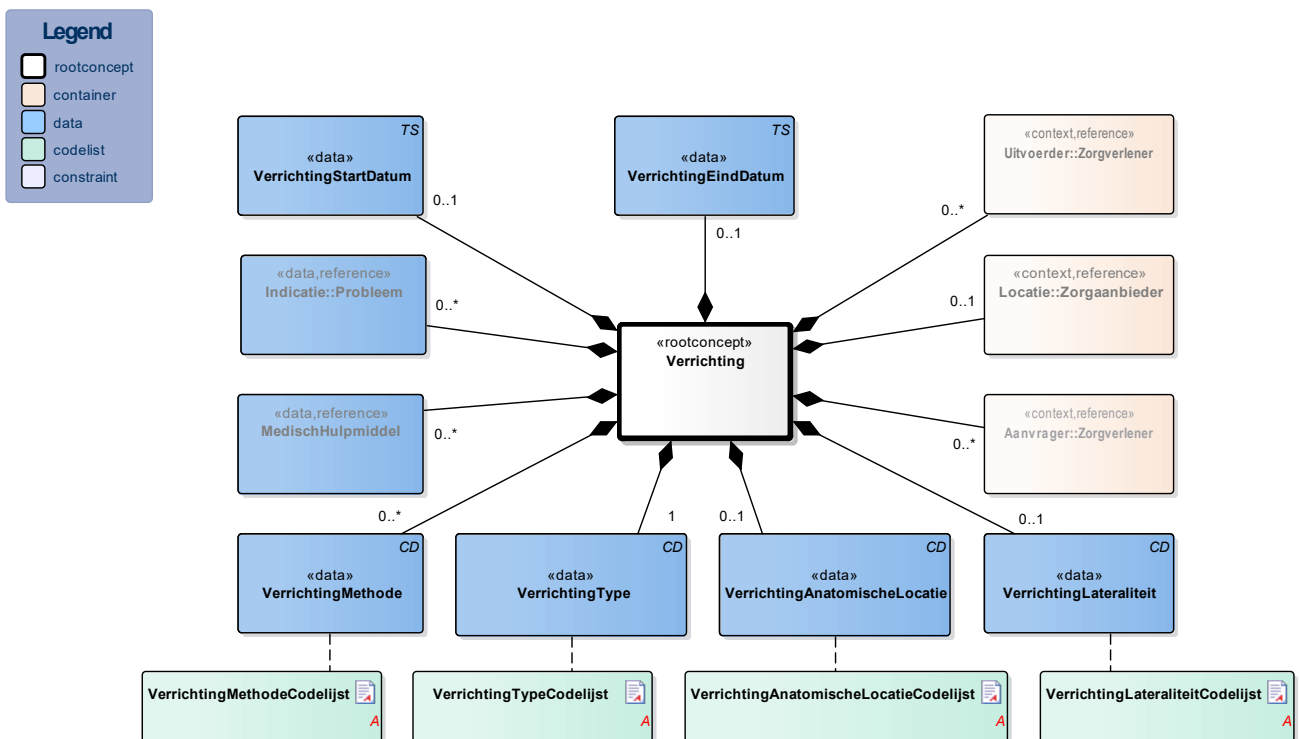 Legend
rootconcept
container
data
codelist
constraint
TS
«data»
VerrichtingStartDatum
0..1
TS
«data»
VerrichtingEindDatum
0..1
«context,reference»
Uitvoerder::Zorgverlener
0..*
«data,reference»
Indicatie::Probleem
0..*
«context,reference»
Locatie::Zorgaanbieder
0..1
«rootconcept»
Verrichting
«data,reference»
MedischHulpmiddel
0..*
«context,reference»
Aanvrager::Zorgverlener
0..*
0..*
1
0..1
0..1
CD
«data»
VerrichtingMethode
CD
«data»
VerrichtingType
CD
«data»
VerrichtingAnatomischeLocatie
CD
«data»
VerrichtingLateraliteit
VerrichtingMethodeCodelijst
A
VerrichtingTypeCodelijst
A
VerrichtingAnatomischeLocatieCodelijst
A
VerrichtingLateraliteitCodelijst
A